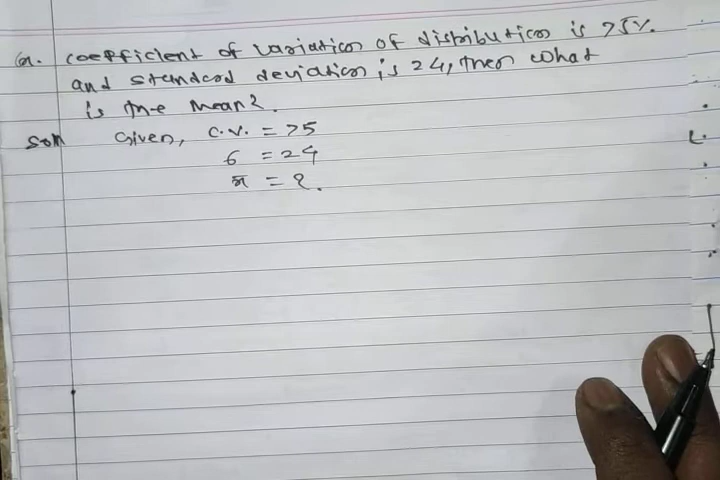 Q. coefficient of variation of distribution is 75%.
and standard deviation is 24, then what
is the mean?
Soln Given, C.V. = 75
σ = 24
x̄ = ?